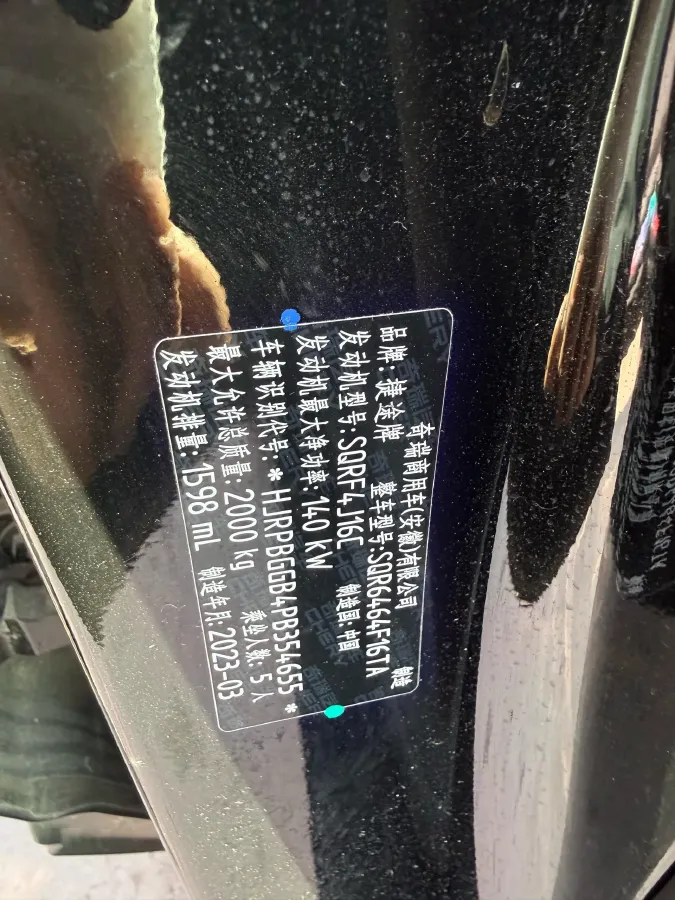 奇瑞商用车(安徽)有限公司 制造
品牌: 捷途牌 整车型号:SQR6464F16TA
发动机型号: SQRF4J16C 制造国: 中国
发动机最大净功率: 140 KW
车辆识别代号: * HJRPBGGB4PB354655 *
最大允许总质量: 2000 kg 乘坐人数: 5 人
发动机排量: 1598 mL 制造年月: 2023-03